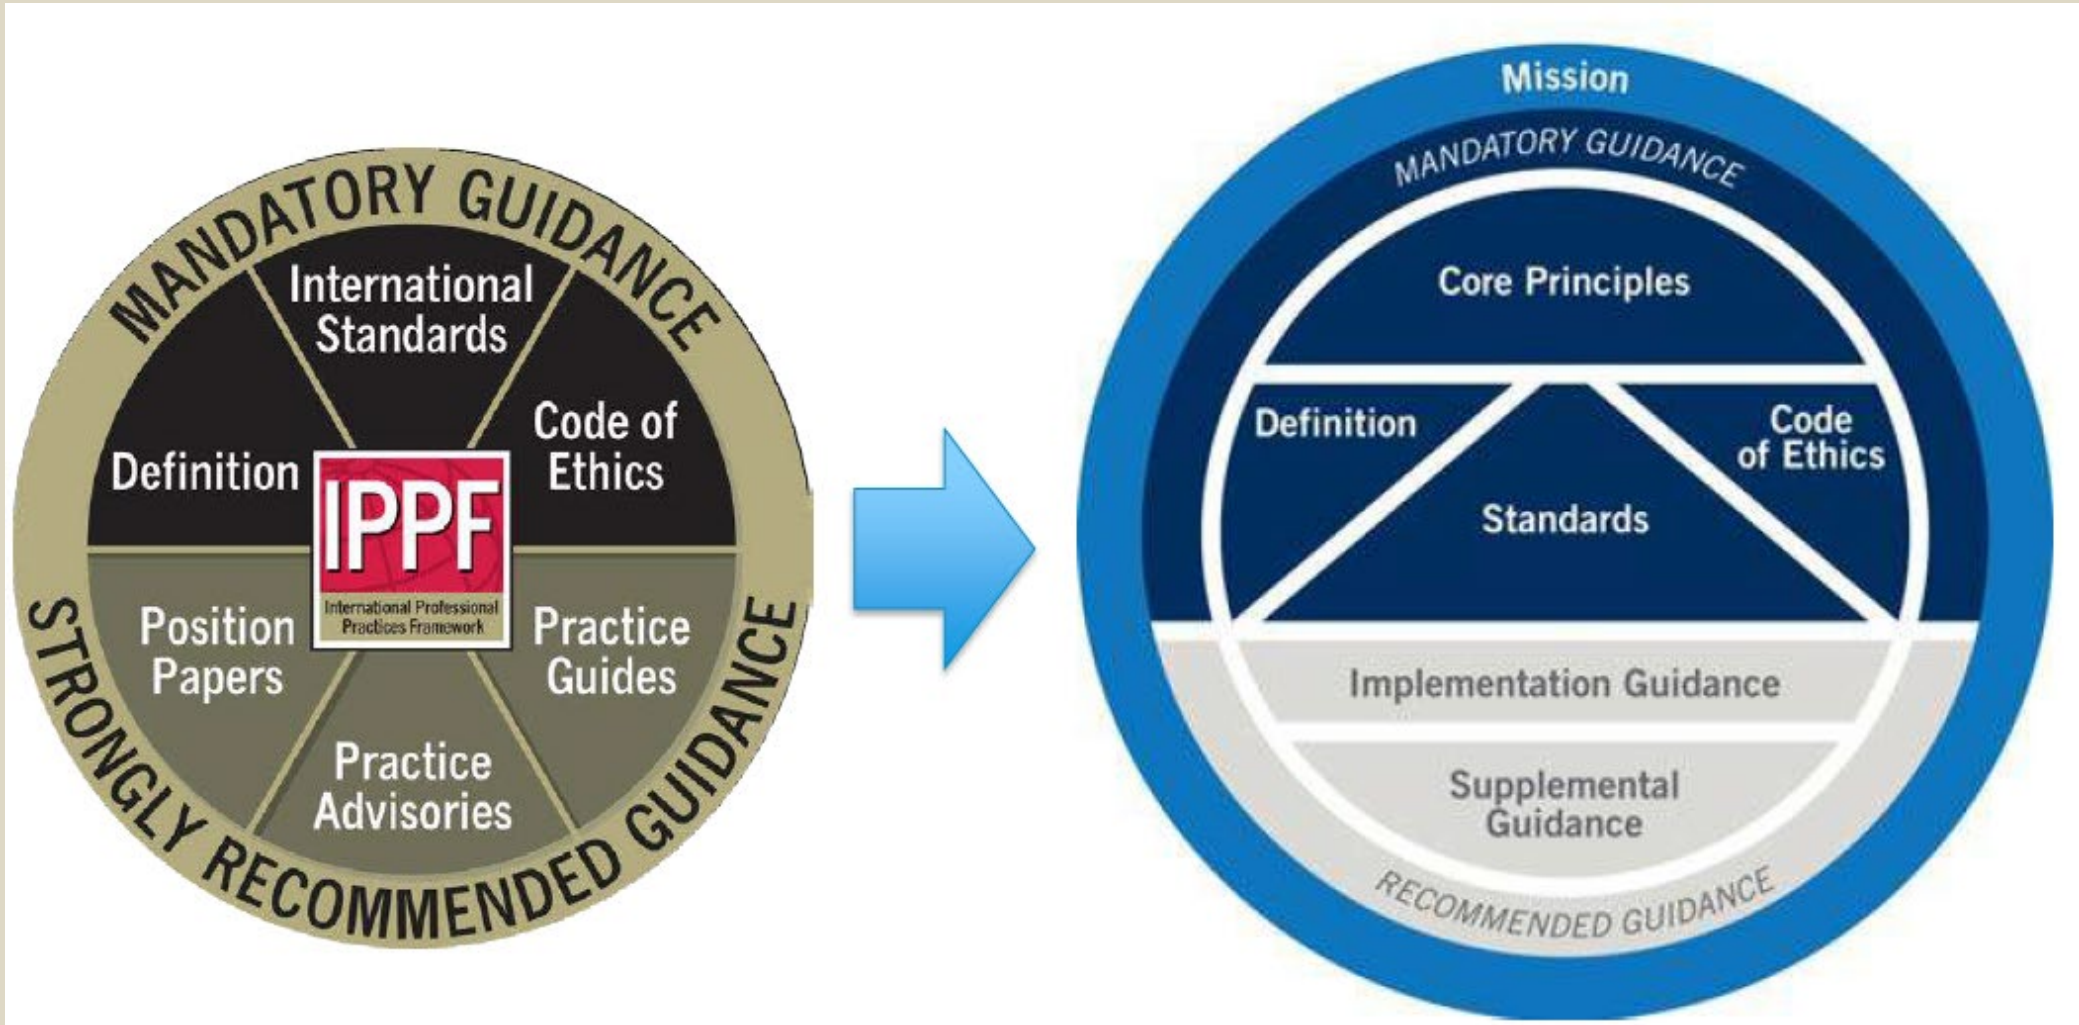 MANDATORY GUIDANCE
International
Standards
Definition
Code of
Ethics
IPPF
International Professional
Practices Framework
Position
Papers
Practice
Guides
Practice
Advisories
STRONGLY RECOMMENDED GUIDANCE
Mission
MANDATORY GUIDANCE
Core Principles
Definition
Code
of Ethics
Standards
Implementation Guidance
Supplemental
Guidance
RECOMMENDED GUIDANCE